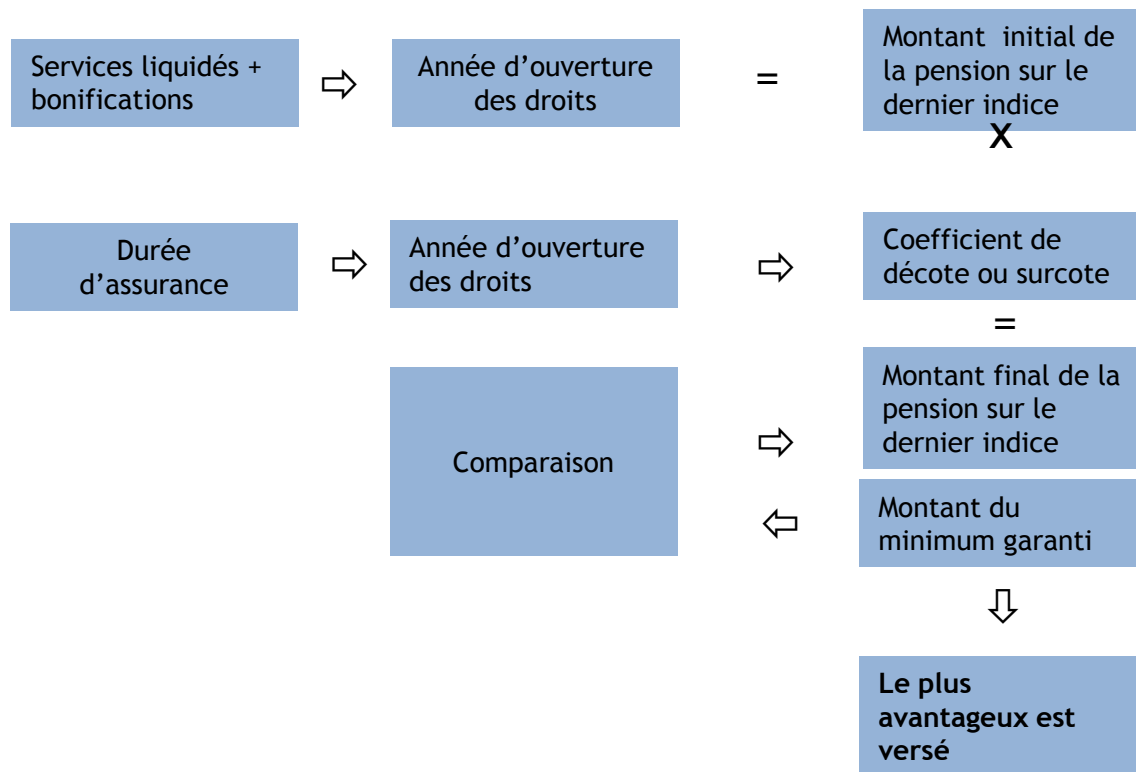 Services liquidés +
bonifications
⇨
Année d’ouverture
des droits
=
Montant initial de
la pension sur le
dernier indice
X
Durée
d’assurance
⇨
Année d’ouverture
des droits
⇨
Coefficient de
décote ou surcote
=
Comparaison
⇨
Montant final de la
pension sur le
dernier indice
⇦
Montant du
minimum garanti
⇩
Le plus
avantageux est
versé